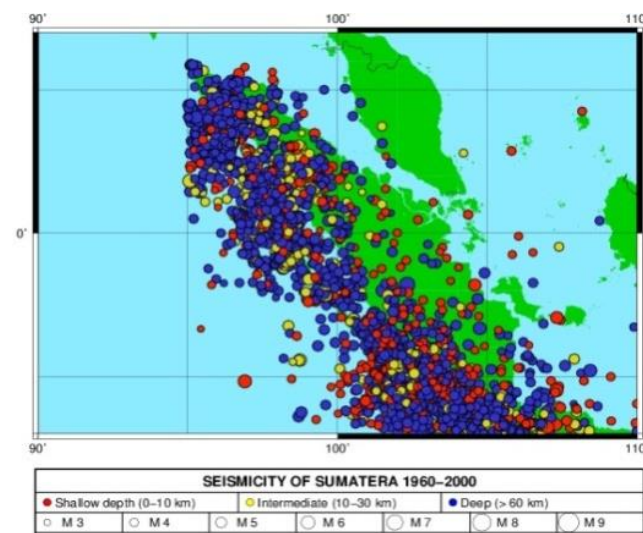 90° 100° 110
0°
90° 100° 110
SEISMICITY OF SUMATERA 1960–2000
Shallow depth (0–10 km) Intermediate (10–30 km) Deep (> 60 km)
M 3 M 4 M 5 M 6 M 7 M 8 M 9